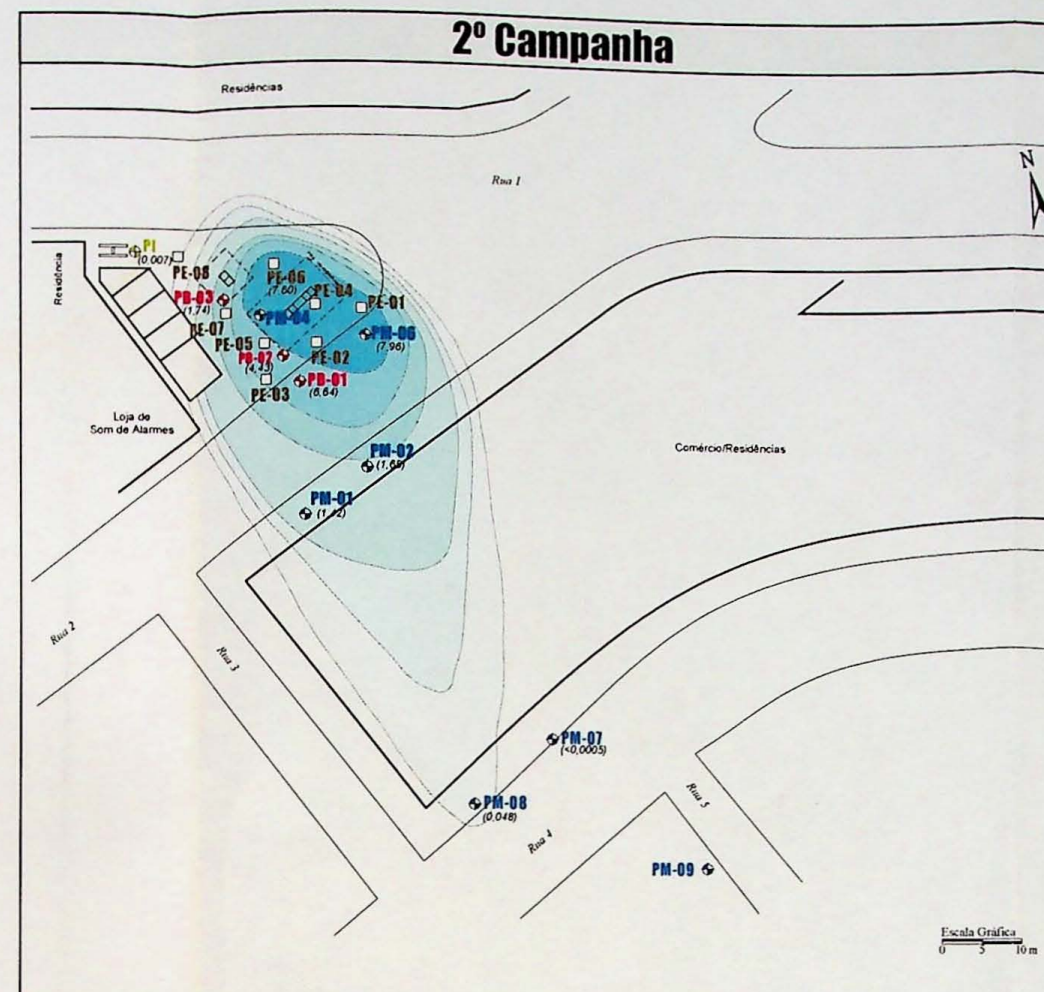 2º Campanha
Residências
N
Rua 1
PI
(0,007)
Residência
PE-08
PE-06
(7,60)
PB-03
(1,74)
PE-04
PE-01
PE-07
PM-04
PM-06
(7,96)
PE-05
PB-02
(4,43)
PE-02
PB-01
(6,64)
PE-03
Loja de
Som de Alarmes
Comércio/Residências
PM-02
PM-01
Rua 2
Rua 3
PM-07
(<0,0005)
PM-08
(0,048)
Rua 4
Rua 5
PM-09
Escala Gráfica
0 5 10 m